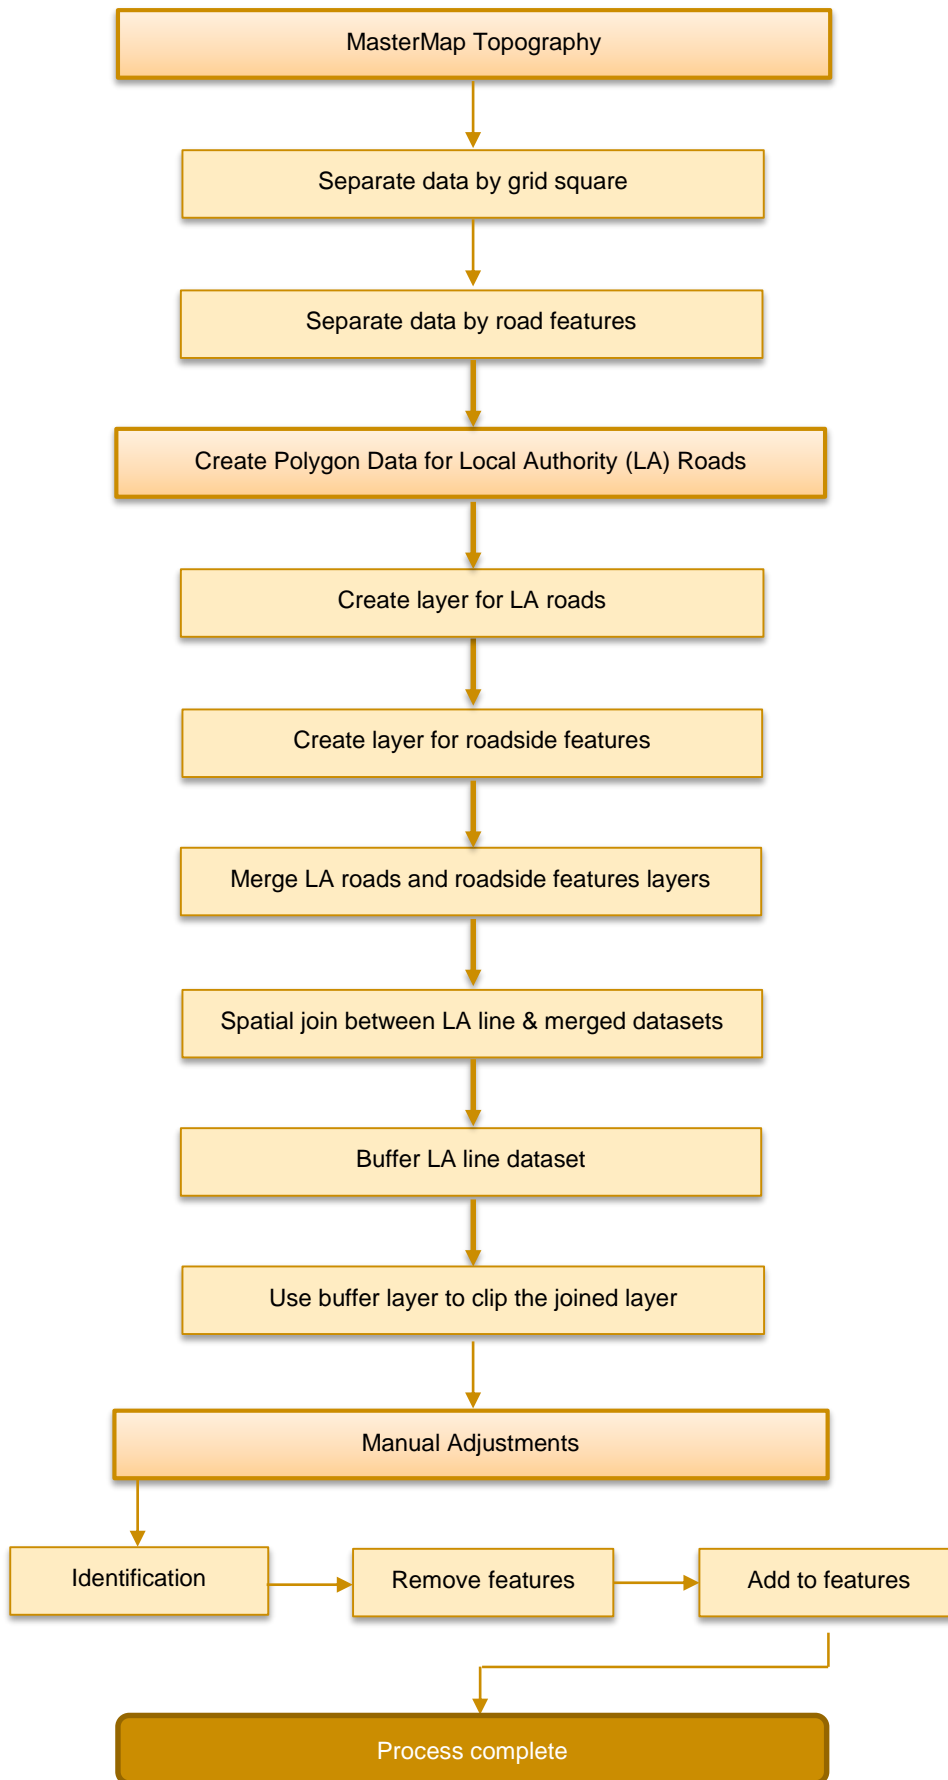 MasterMap Topography
Separate data by grid square
Separate data by road features
Create Polygon Data for Local Authority (LA) Roads
Create layer for LA roads
Create layer for roadside features
Merge LA roads and roadside features layers
Spatial join between LA line & merged datasets
Buffer LA line dataset
Use buffer layer to clip the joined layer
Manual Adjustments
Identification
Remove features
Add to features
Process complete